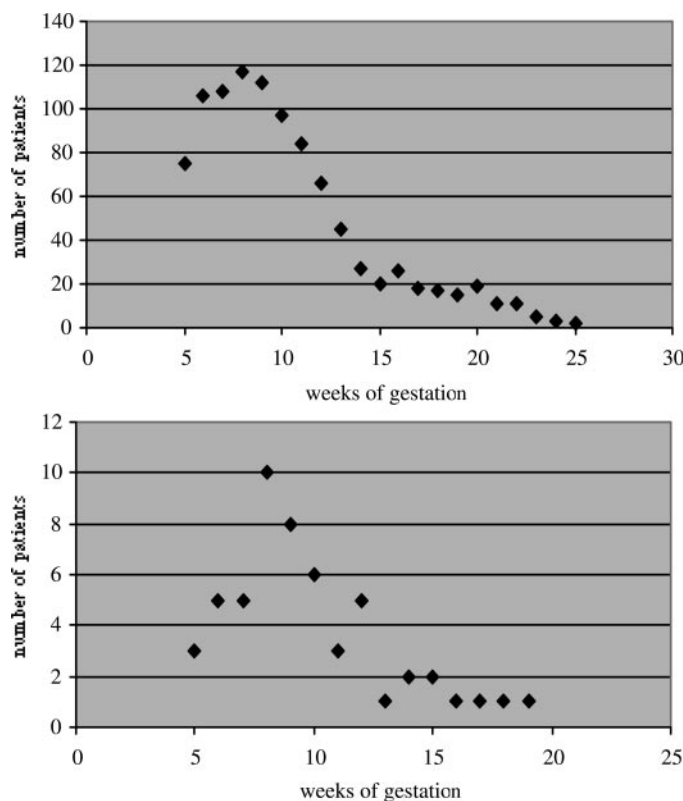 140
120
100
80
60
40
20
0
number of patients
0 5 10 15 20 25 30
weeks of gestation
12
10
8
6
4
2
0
number of patients
0 5 10 15 20 25
weeks of gestation